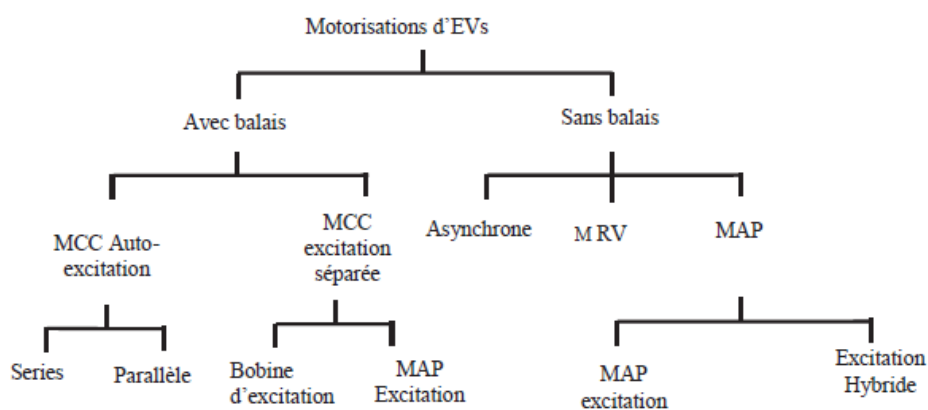 Motorisations d'EVs
Avec balais
Sans balais
MCC Auto-
excitation
MCC
excitation
séparée
Asynchrone
M RV
MAP
Series
Parallèle
Bobine
d'excitation
MAP
Excitation
MAP
excitation
Excitation
Hybride